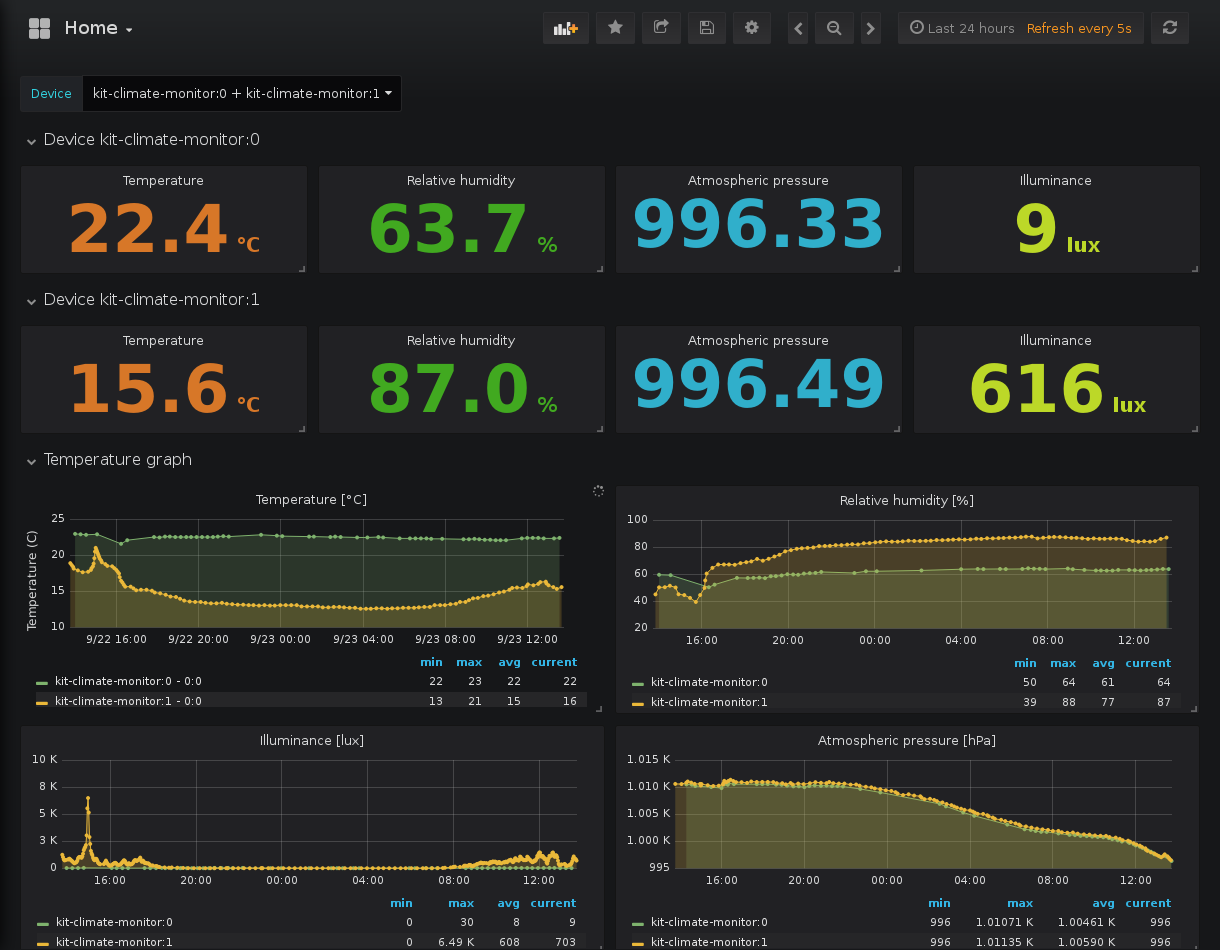 Home
Last 24 hours Refresh every 5s
Device kit-climate-monitor:0 + kit-climate-monitor:1
Device kit-climate-monitor:0
Temperature Relative humidity Atmospheric pressure Illuminance
22.4 °C 63.7 % 996.33 9 lux
Device kit-climate-monitor:1
Temperature Relative humidity Atmospheric pressure Illuminance
15.6 °C 87.0 % 996.49 616 lux
Temperature graph
Temperature [°C]
Temperature (C)
25
20
15
10
9/22 16:00 9/22 20:00 9/23 00:00 9/23 04:00 9/23 08:00 9/23 12:00
min max avg current
kit-climate-monitor:0 - 0:0 22 23 22 22
kit-climate-monitor:1 - 0:0 13 21 15 16
Relative humidity [%]
100
80
60
40
20
16:00 20:00 00:00 04:00 08:00 12:00
min max avg current
kit-climate-monitor:0 50 64 61 64
kit-climate-monitor:1 39 88 77 87
Illuminance [lux]
10 K
8 K
5 K
3 K
0
16:00 20:00 00:00 04:00 08:00 12:00
min max avg current
kit-climate-monitor:0 0 30 8 9
kit-climate-monitor:1 0 6.49 K 608 703
Atmospheric pressure [hPa]
1.015 K
1.010 K
1.005 K
1.000 K
995
16:00 20:00 00:00 04:00 08:00 12:00
min max avg current
kit-climate-monitor:0 996 1.01071 K 1.00461 K 996
kit-climate-monitor:1 996 1.01135 K 1.00590 K 996